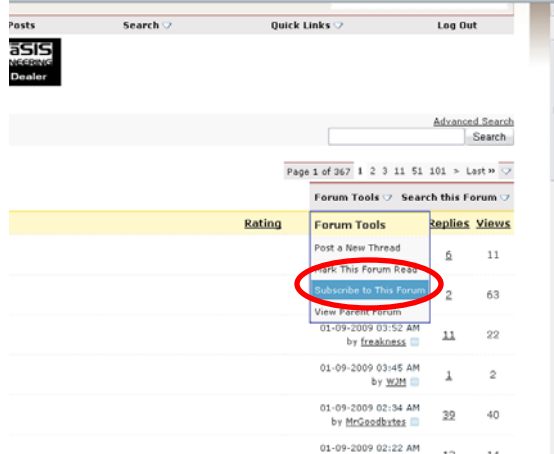 Posts Search Quick Links Log Out
Dealer
Advanced Search
Search
Page 1 of 367 1 2 3 11 51 101 > Last »
Forum Tools Search this Forum
Rating Forum Tools Replies Views
Post a New Thread
6 11
Mark This Forum Read
Subscribe to This Forum
2 63
View Parent Forum
01-09-2009 03:52 AM
by freakness 11 22
01-09-2009 03:45 AM
by WJM 1 2
01-09-2009 02:34 AM
by MrGoodbytes 39 40
01-09-2009 02:22 AM